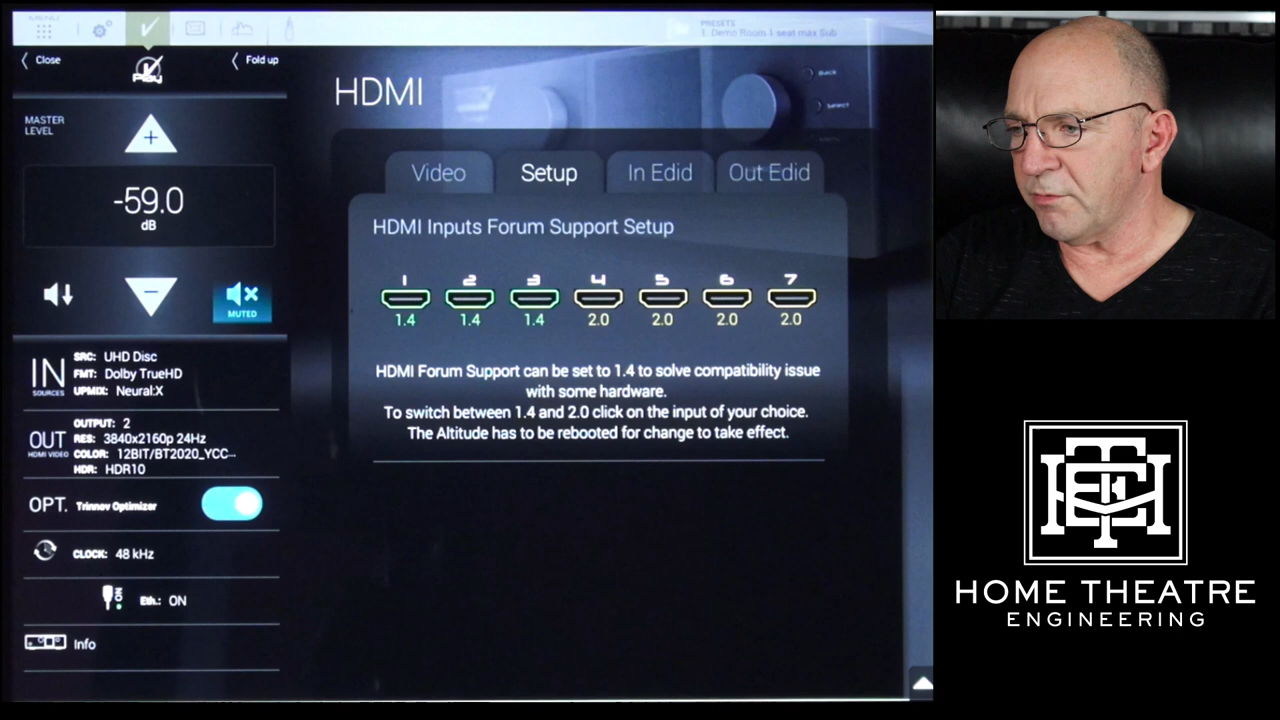 PRESETS
1. Demo Room 1 seat max Sub
Close
Fold up
MASTER
LEVEL
+
-59.0
dB
−
MUTED
IN
SOURCES
SRC: UHD Disc
FMT: Dolby TrueHD
UPMIX: Neural:X
OUT
HDMI VIDEO
OUTPUT: 2
RES: 3840x2160p 24Hz
COLOR: 12BIT/BT2020_YCC...
HDR: HDR10
OPT. Trinnov Optimizer
CLOCK: 48 kHz
ON
Eth.: ON
Info
HDMI
Back
Select
Video Setup In Edid Out Edid
HDMI Inputs Forum Support Setup
1 2 3 4 5 6 7
1.4 1.4 1.4 2.0 2.0 2.0 2.0
HDMI Forum Support can be set to 1.4 to solve compatibility issue
with some hardware.
To switch between 1.4 and 2.0 click on the input of your choice.
The Altitude has to be rebooted for change to take effect.
HOME THEATRE
ENGINEERING